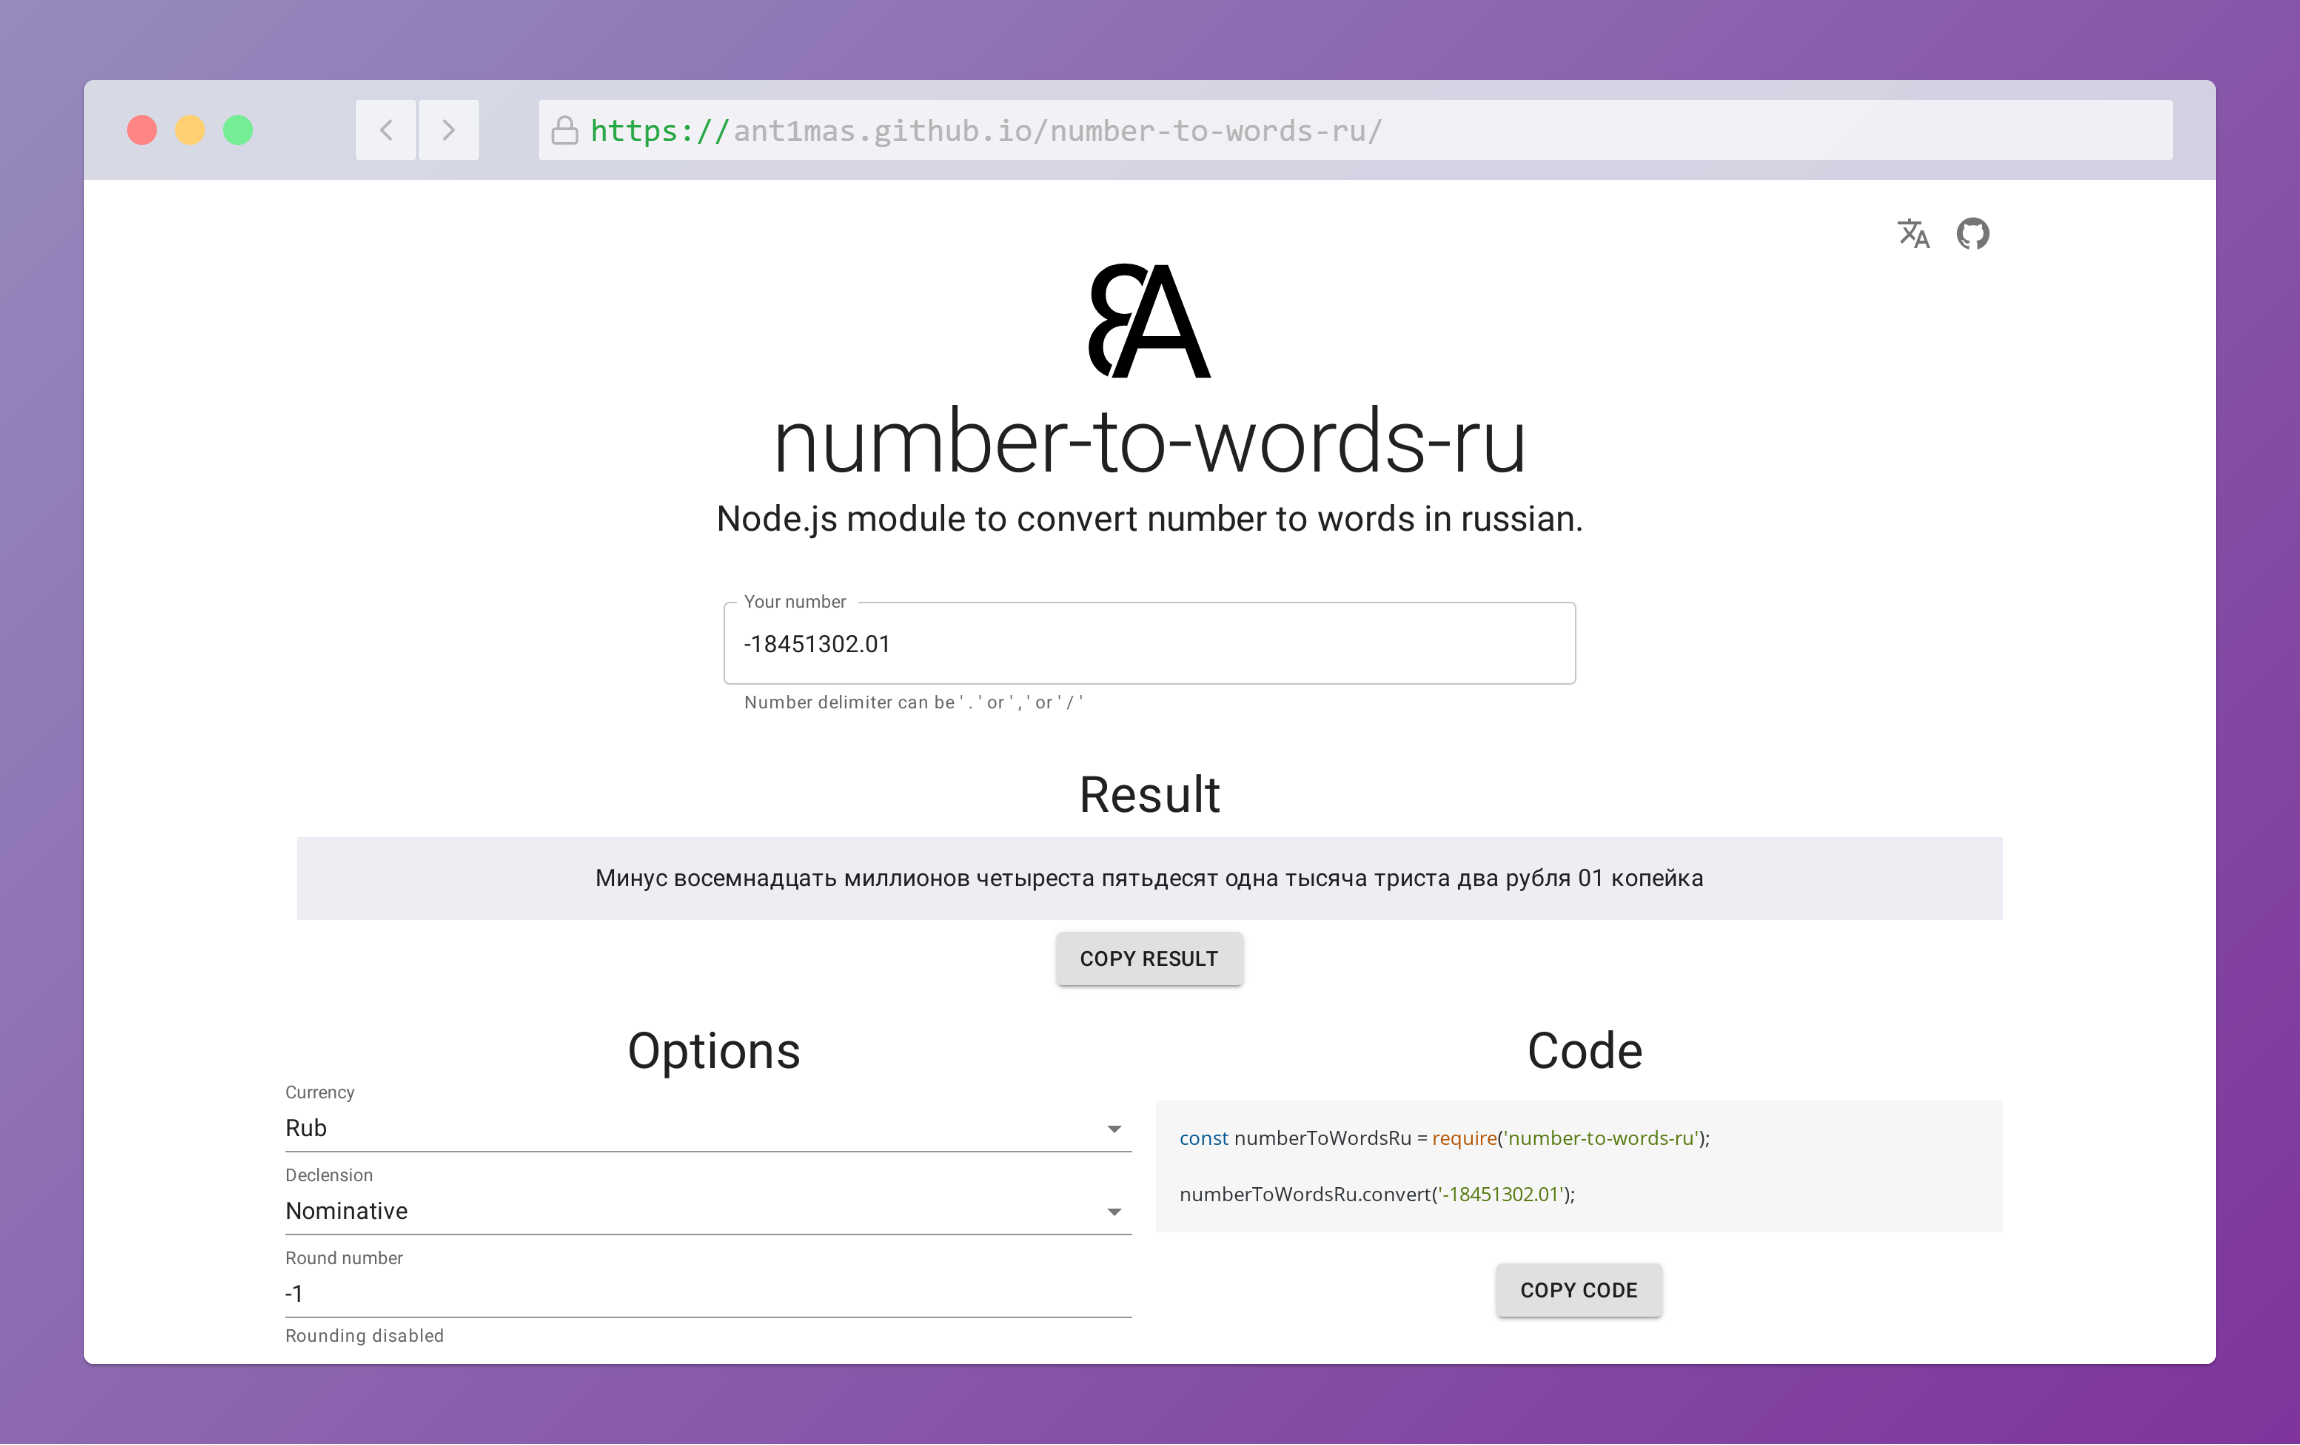 https://ant1mas.github.io/number-to-words-ru/
number-to-words-ru
Node.js module to convert number to words in russian.
Your number
-18451302.01
Number delimiter can be ' . ' or ' , ' or ' / '
Result
Минус восемнадцать миллионов четыреста пятьдесят одна тысяча триста два рубля 01 копейка
COPY RESULT
Options
Currency
Rub
Declension
Nominative
Round number
-1
Rounding disabled
Code
const numberToWordsRu = require('number-to-words-ru');
numberToWordsRu.convert('-18451302.01');
COPY CODE